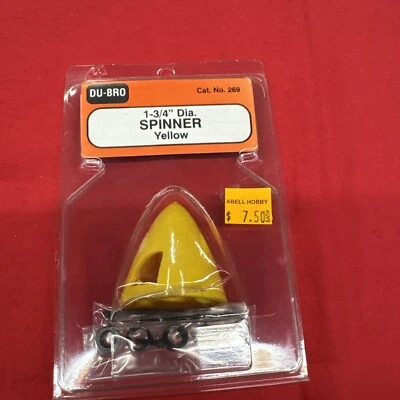 DU-BRO
Cat. No. 269
1-3/4" Dia.
SPINNER
Yellow
ABELL HOBBY
$ 7.50